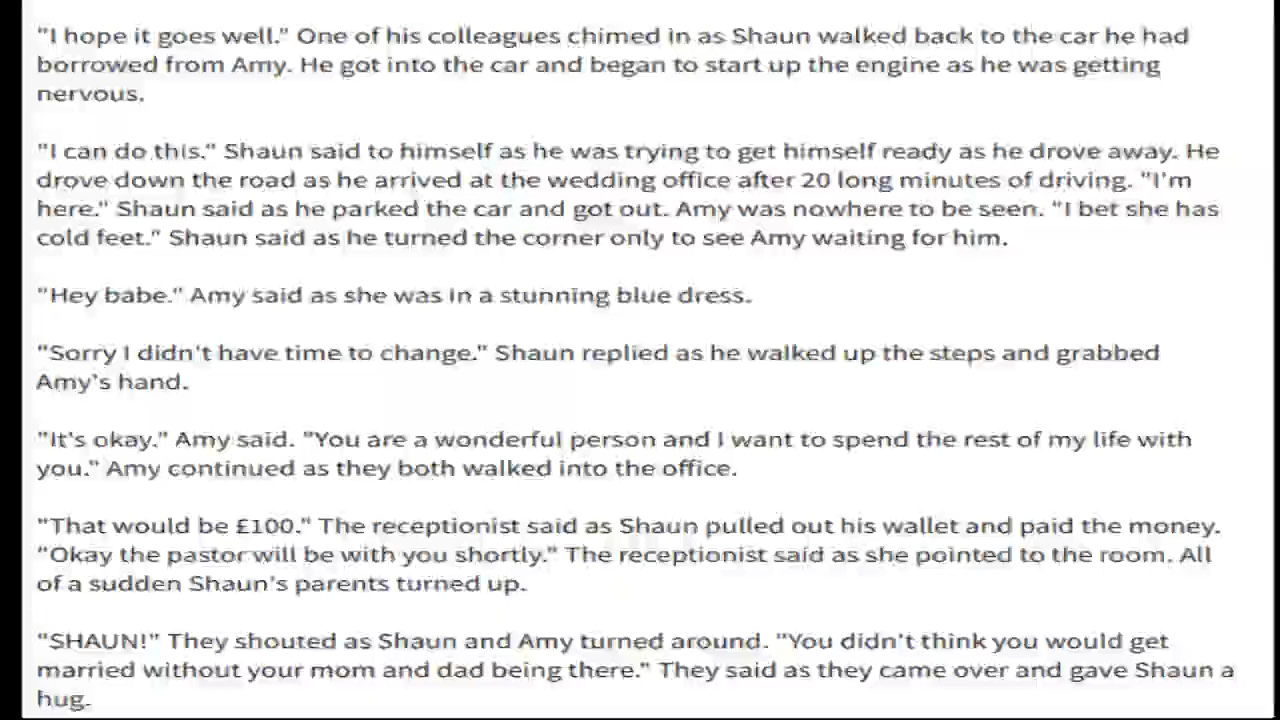 "I hope it goes well." One of his colleagues chimed in as Shaun walked back to the car he had
borrowed from Amy. He got into the car and began to start up the engine as he was getting
nervous.
"I can do this." Shaun said to himself as he was trying to get himself ready as he drove away. He
drove down the road as he arrived at the wedding office after 20 long minutes of driving. "I'm
here." Shaun said as he parked the car and got out. Amy was nowhere to be seen. "I bet she has
cold feet." Shaun said as he turned the corner only to see Amy waiting for him.
"Hey babe." Amy said as she was in a stunning blue dress.
"Sorry I didn't have time to change." Shaun replied as he walked up the steps and grabbed
Amy's hand.
"It's okay." Amy said. "You are a wonderful person and I want to spend the rest of my life with
you." Amy continued as they both walked into the office.
"That would be £100." The receptionist said as Shaun pulled out his wallet and paid the money.
"Okay the pastor will be with you shortly." The receptionist said as she pointed to the room. All
of a sudden Shaun's parents turned up.
"SHAUN!" They shouted as Shaun and Amy turned around. "You didn't think you would get
married without your mom and dad being there." They said as they came over and gave Shaun a
hug.